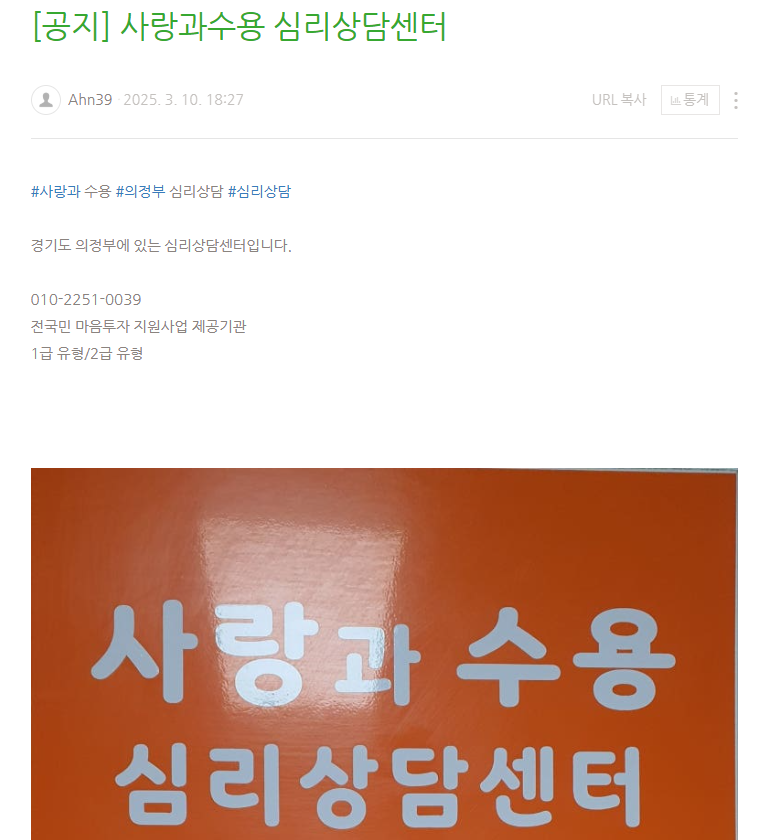 [공지] 사랑과수용 심리상담센터
Ahn39 · 2025. 3. 10. 18:27
URL 복사 통계
#사랑과 수용 #의정부 심리상담 #심리상담
경기도 의정부에 있는 심리상담센터입니다.
010-2251-0039
전국민 마음투자 지원사업 제공기관
1급 유형/2급 유형
사랑과 수용
심리상담센터